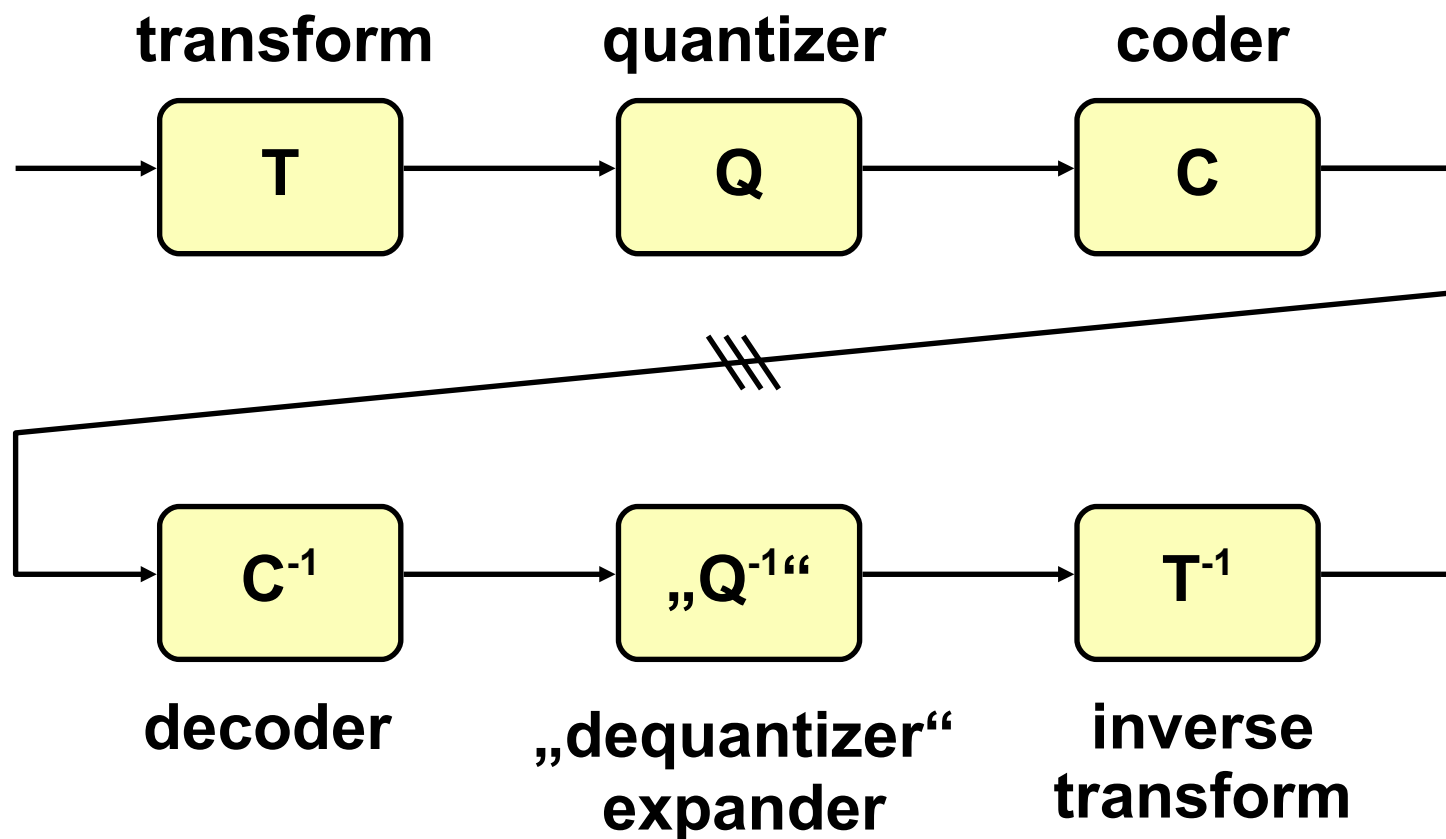 transform
quantizer
coder
T
Q
C
C⁻¹
„Q⁻¹“
T⁻¹
decoder
„dequantizer“
expander
inverse
transform